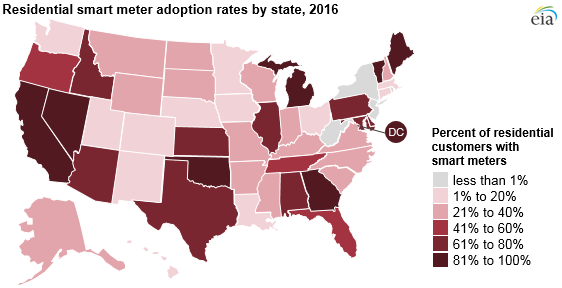 Residential smart meter adoption rates by state, 2016
eia
DC
Percent of residential
customers with
smart meters
less than 1%
1% to 20%
21% to 40%
41% to 60%
61% to 80%
81% to 100%